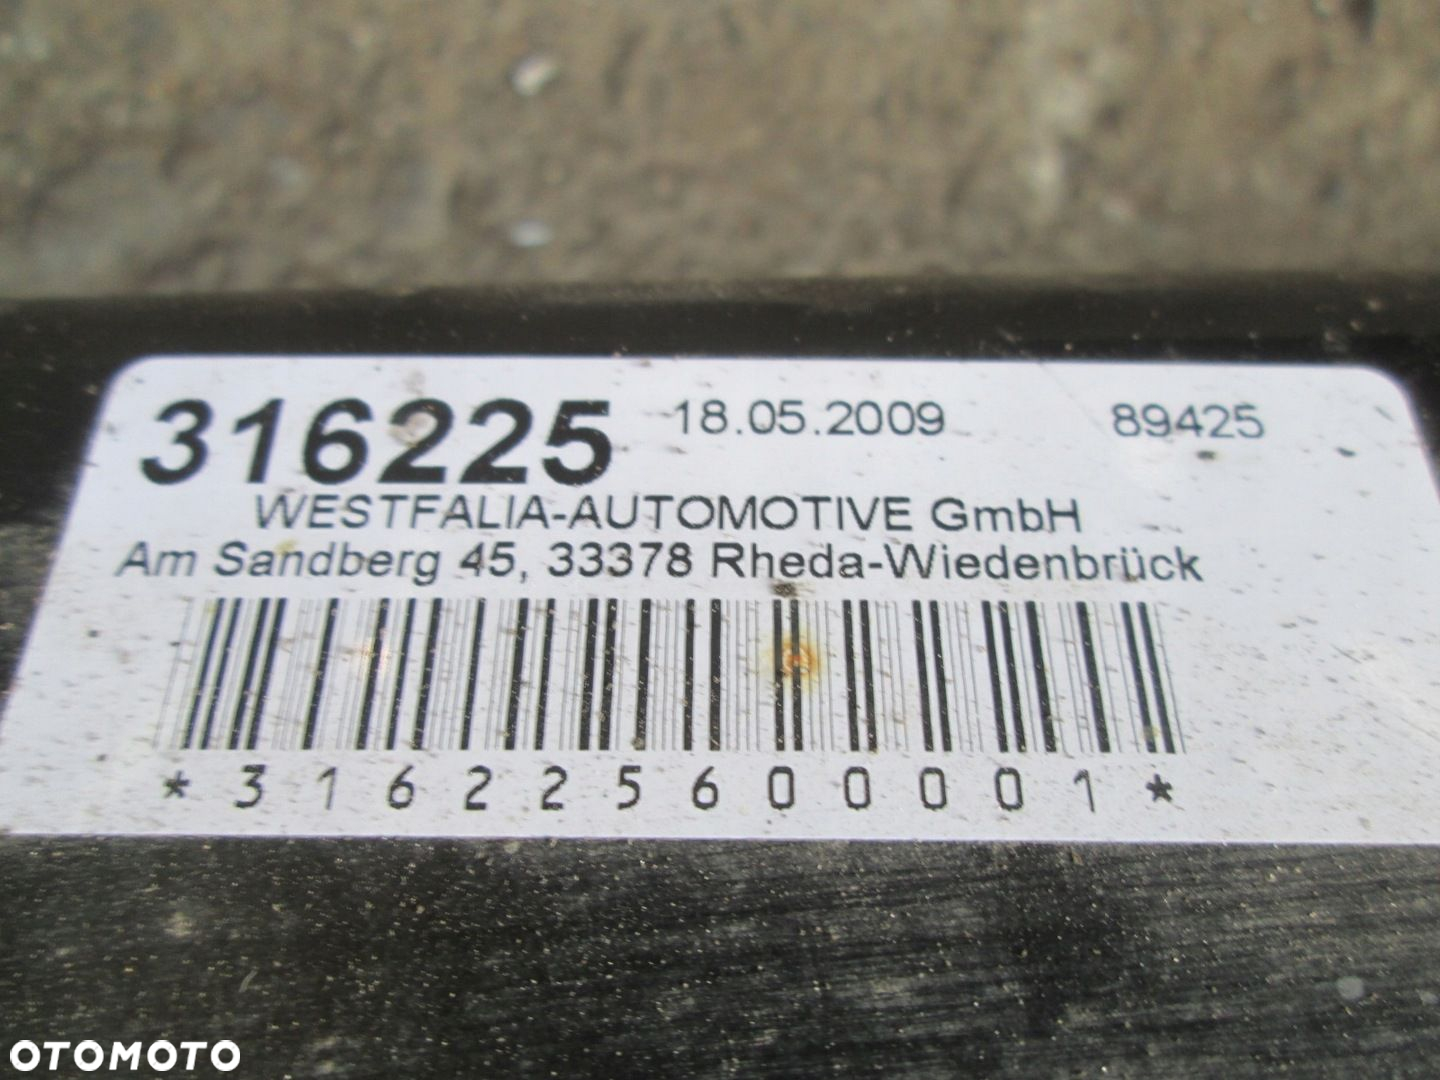 316225 18.05.2009 89425
WESTFALIA-AUTOMOTIVE GmbH
Am Sandberg 45, 33378 Rheda-Wiedenbrück
*316225600001*
OTOMOTO